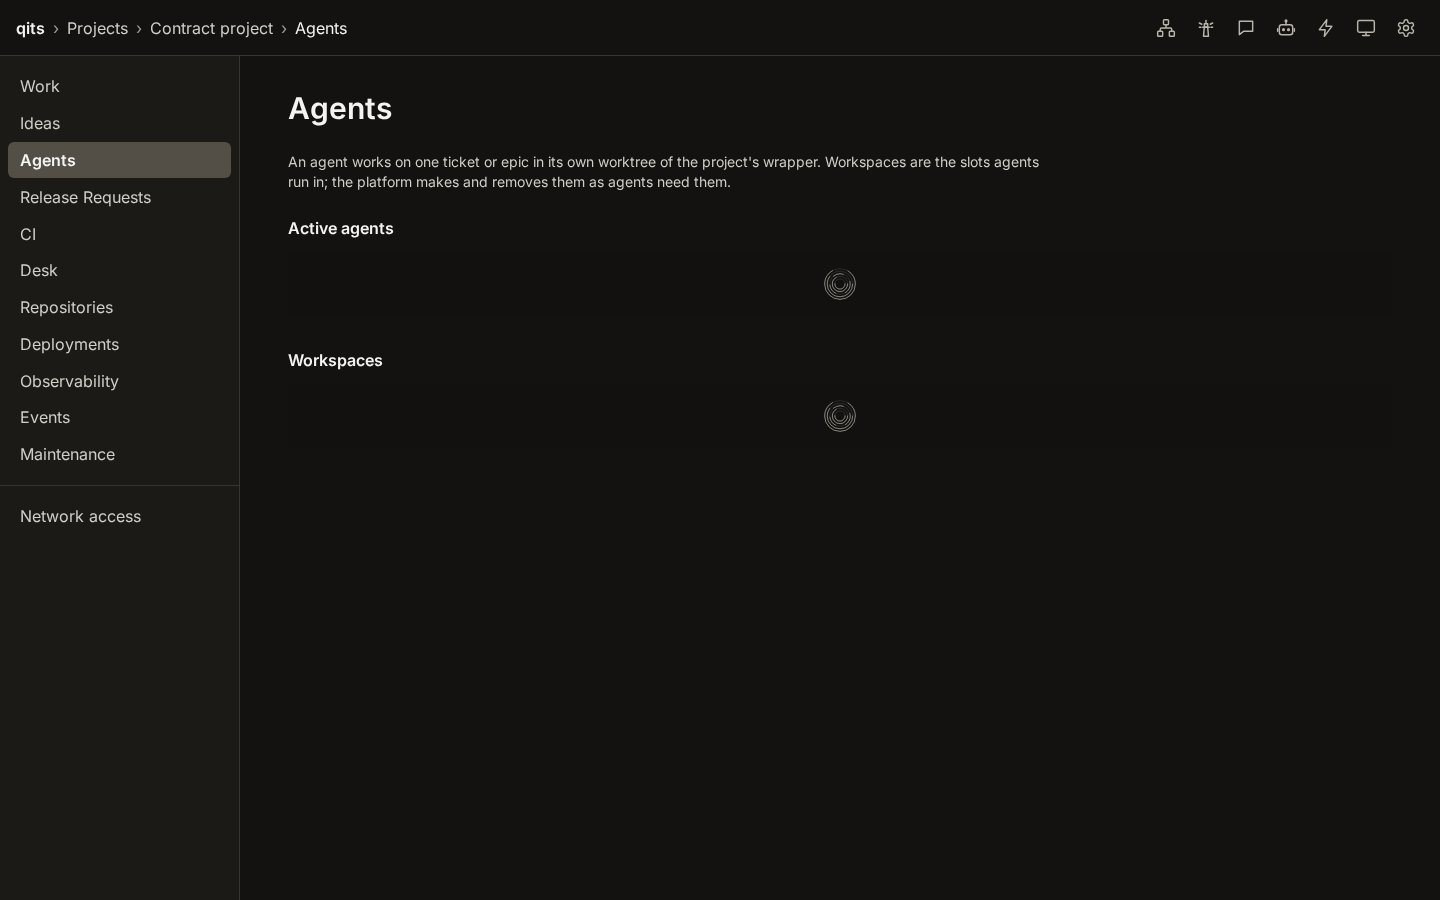 qits › Projects › Contract project › Agents
Work
Ideas
Agents
Release Requests
CI
Desk
Repositories
Deployments
Observability
Events
Maintenance
Network access
Agents
An agent works on one ticket or epic in its own worktree of the project's wrapper. Workspaces are the slots agents
run in; the platform makes and removes them as agents need them.
Active agents
Workspaces